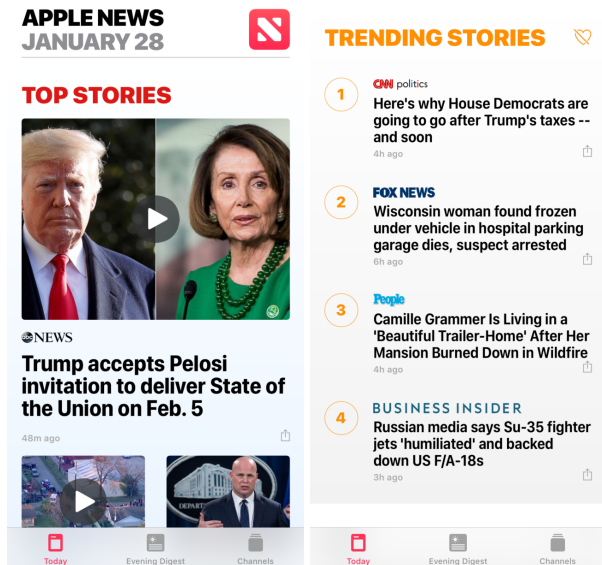 APPLE NEWS
JANUARY 28
TOP STORIES
abc NEWS
Trump accepts Pelosi
invitation to deliver State of
the Union on Feb. 5
48m ago
DEPAR
Today
Evening Digest
Channels
TRENDING STORIES
1
CNN politics
Here's why House Democrats are
going to go after Trump's taxes --
and soon
4h ago
2
FOX NEWS
Wisconsin woman found frozen
under vehicle in hospital parking
garage dies, suspect arrested
6h ago
3
People
Camille Grammer Is Living in a
'Beautiful Trailer-Home' After Her
Mansion Burned Down in Wildfire
4h ago
4
BUSINESS INSIDER
Russian media says Su-35 fighter
jets 'humiliated' and backed
down US F/A-18s
3h ago
Today
Evening Digest
Channels